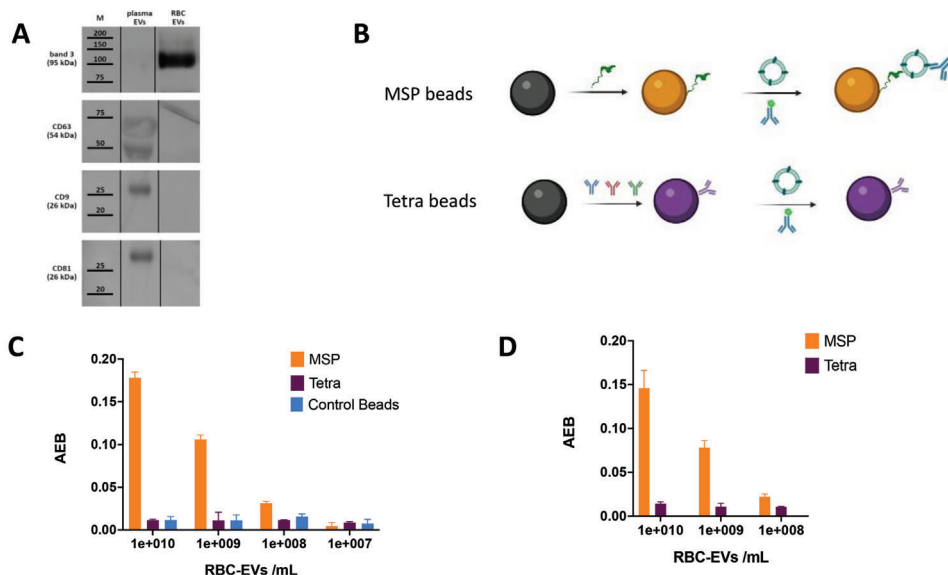 A
M
plasma
EVs
RBC
EVs
band 3
(95 kDa)
200
150
100
75
CD63
(54 kDa)
75
50
CD9
(26 kDa)
25
20
CD81
(26 kDa)
25
20
B
MSP beads
Tetra beads
C
0.20
0.15
0.10
0.05
0.00
AEB
MSP
Tetra
Control Beads
1e+010 1e+009 1e+008 1e+007
RBC-EVs /mL
D
0.20
0.15
0.10
0.05
0.00
AEB
MSP
Tetra
1e+010 1e+009 1e+008
RBC-EVs /mL